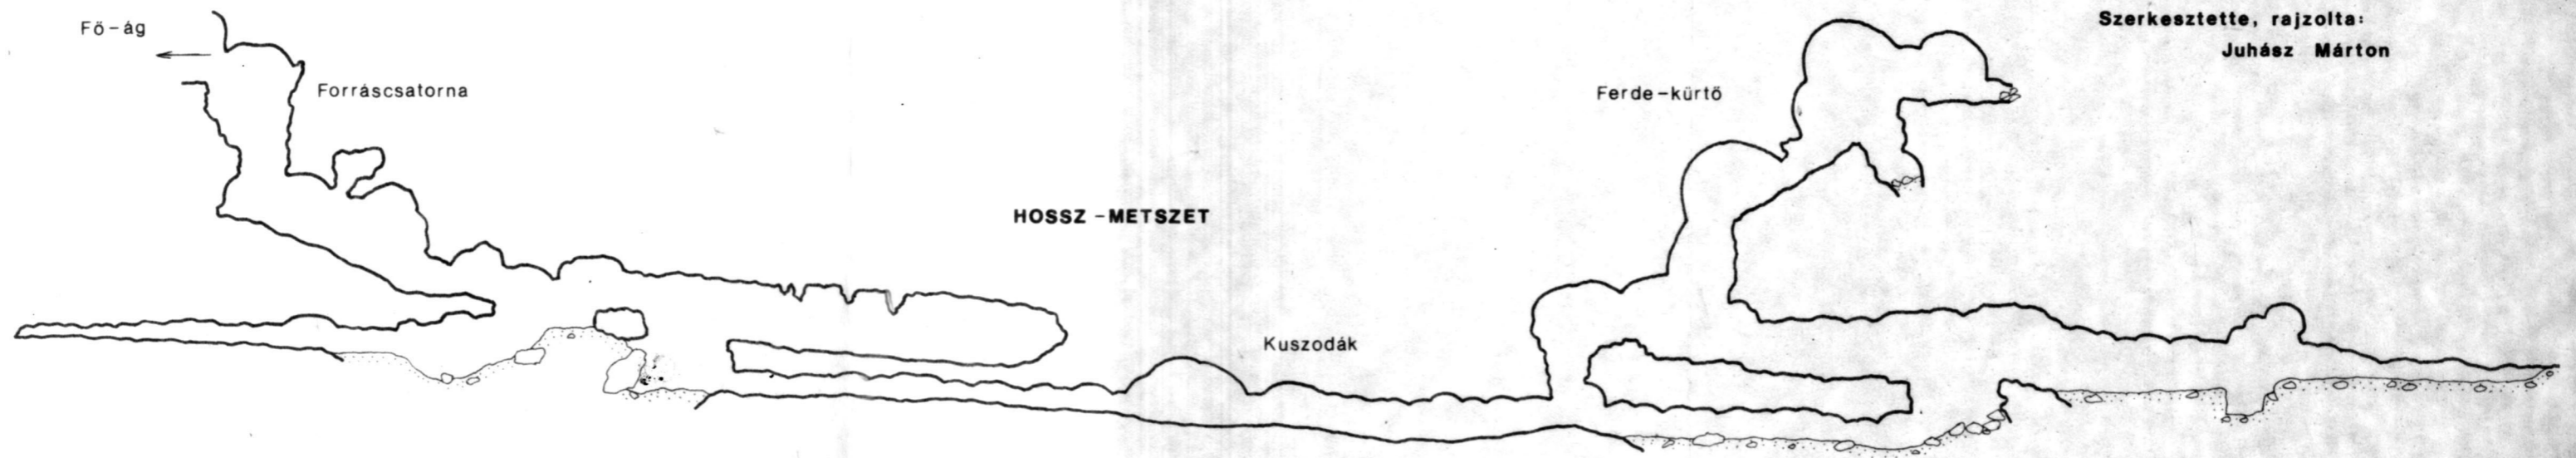 Fő-ág
Forráscsatorna
HOSSZ-METSZET
Kuszodák
Ferde-kürtő
Szerkesztette, rajzolta:
Juhász Márton